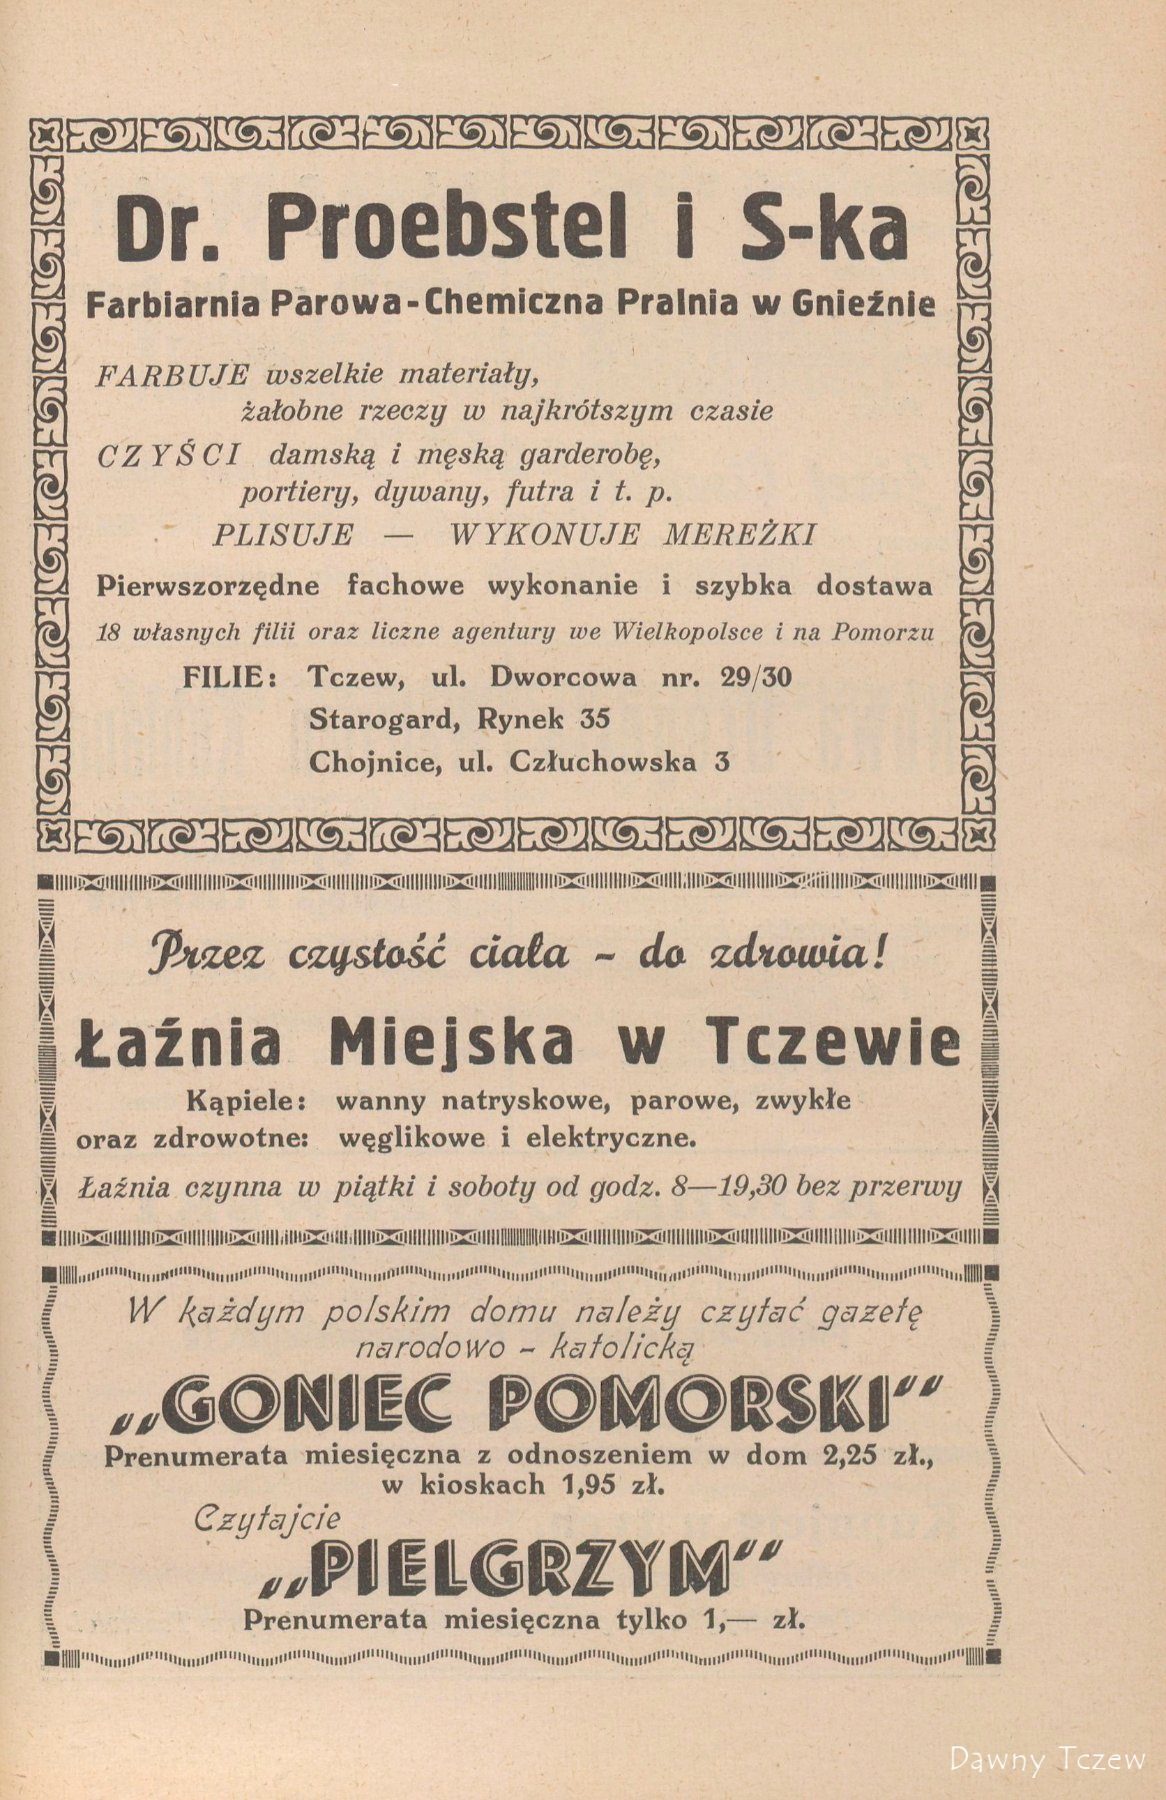 Dr. Proebstel i S-ka
Farbiarnia Parowa-Chemiczna Pralnia w Gnieźnie
FARBUJE wszelkie materiały,
żałobne rzeczy w najkrótszym czasie
CZYŚCI damską i męską garderobę,
portiery, dywany, futra i t. p.
PLISUJE — WYKONUJE MEREŻKI
Pierwszorzędne fachowe wykonanie i szybka dostawa
18 własnych filii oraz liczne agentury we Wielkopolsce i na Pomorzu
FILIE: Tczew, ul. Dworcowa nr. 29/30
Starogard, Rynek 35
Chojnice, ul. Człuchowska 3
Przez czystość ciała - do zdrowia!
Łaźnia Miejska w Tczewie
Kąpiele: wanny natryskowe, parowe, zwykłe
oraz zdrowotne: węglikowe i elektryczne.
Łaźnia czynna w piątki i soboty od godz. 8—19,30 bez przerwy
W każdym polskim domu należy czytać gazetę
narodowo - katolicką
„GONIEC POMORSKI"
Prenumerata miesięczna z odnoszeniem w dom 2,25 zł.,
w kioskach 1,95 zł.
Czytajcie
„PIELGRZYM"
Prenumerata miesięczna tylko 1,— zł.
Dawny Tczew